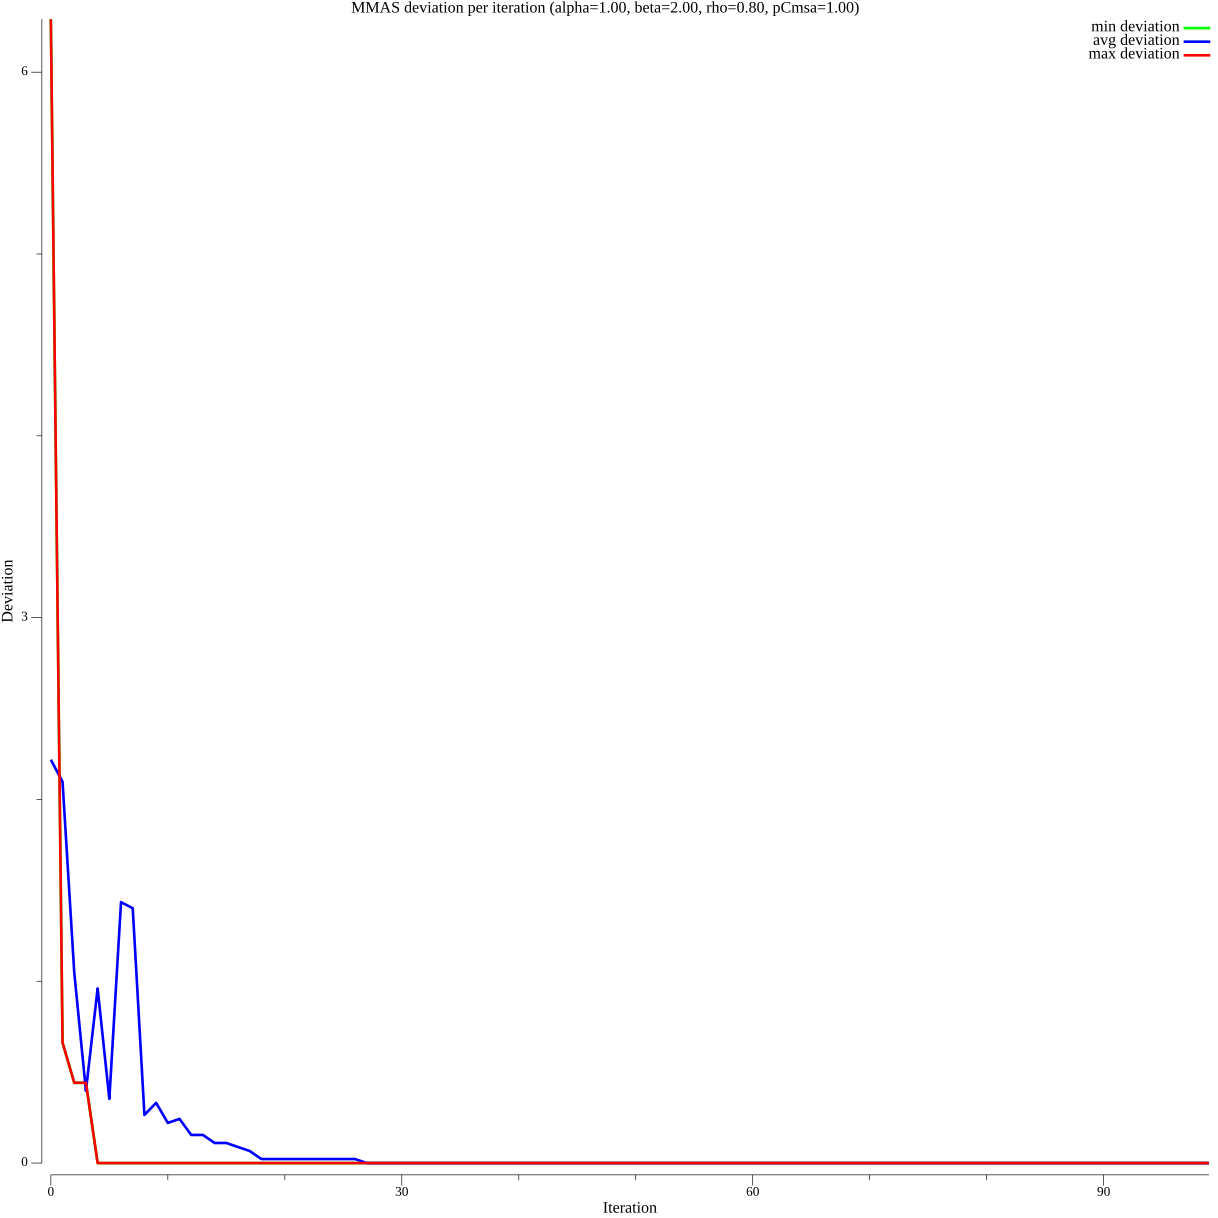 MMAS deviation per iteration (alpha=1.00, beta=2.00, rho=0.80, pCmsa=1.00)
min deviation
avg deviation
max deviation
6
3
0
Deviation
0 30 60 90
Iteration